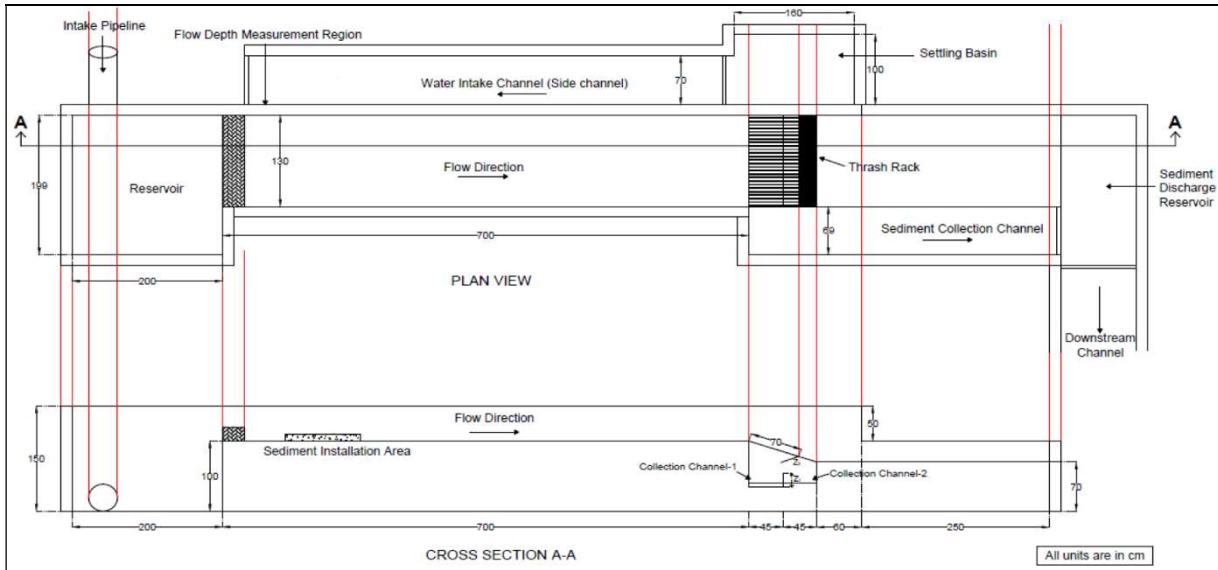 Intake Pipeline
Flow Depth Measurement Region
160
Settling Basin
100
70
Water Intake Channel (Side channel)
A
A
199
130
Flow Direction
Thrash Rack
Reservoir
Sediment
Discharge
Reservoir
69
Sediment Collection Channel
700
200
PLAN VIEW
Downstream
Channel
Flow Direction
50
150
70
Sediment Installation Area
100
Collection Channel-1
Collection Channel-2
70
200
700
45
45
60
250
CROSS SECTION A-A
All units are in cm